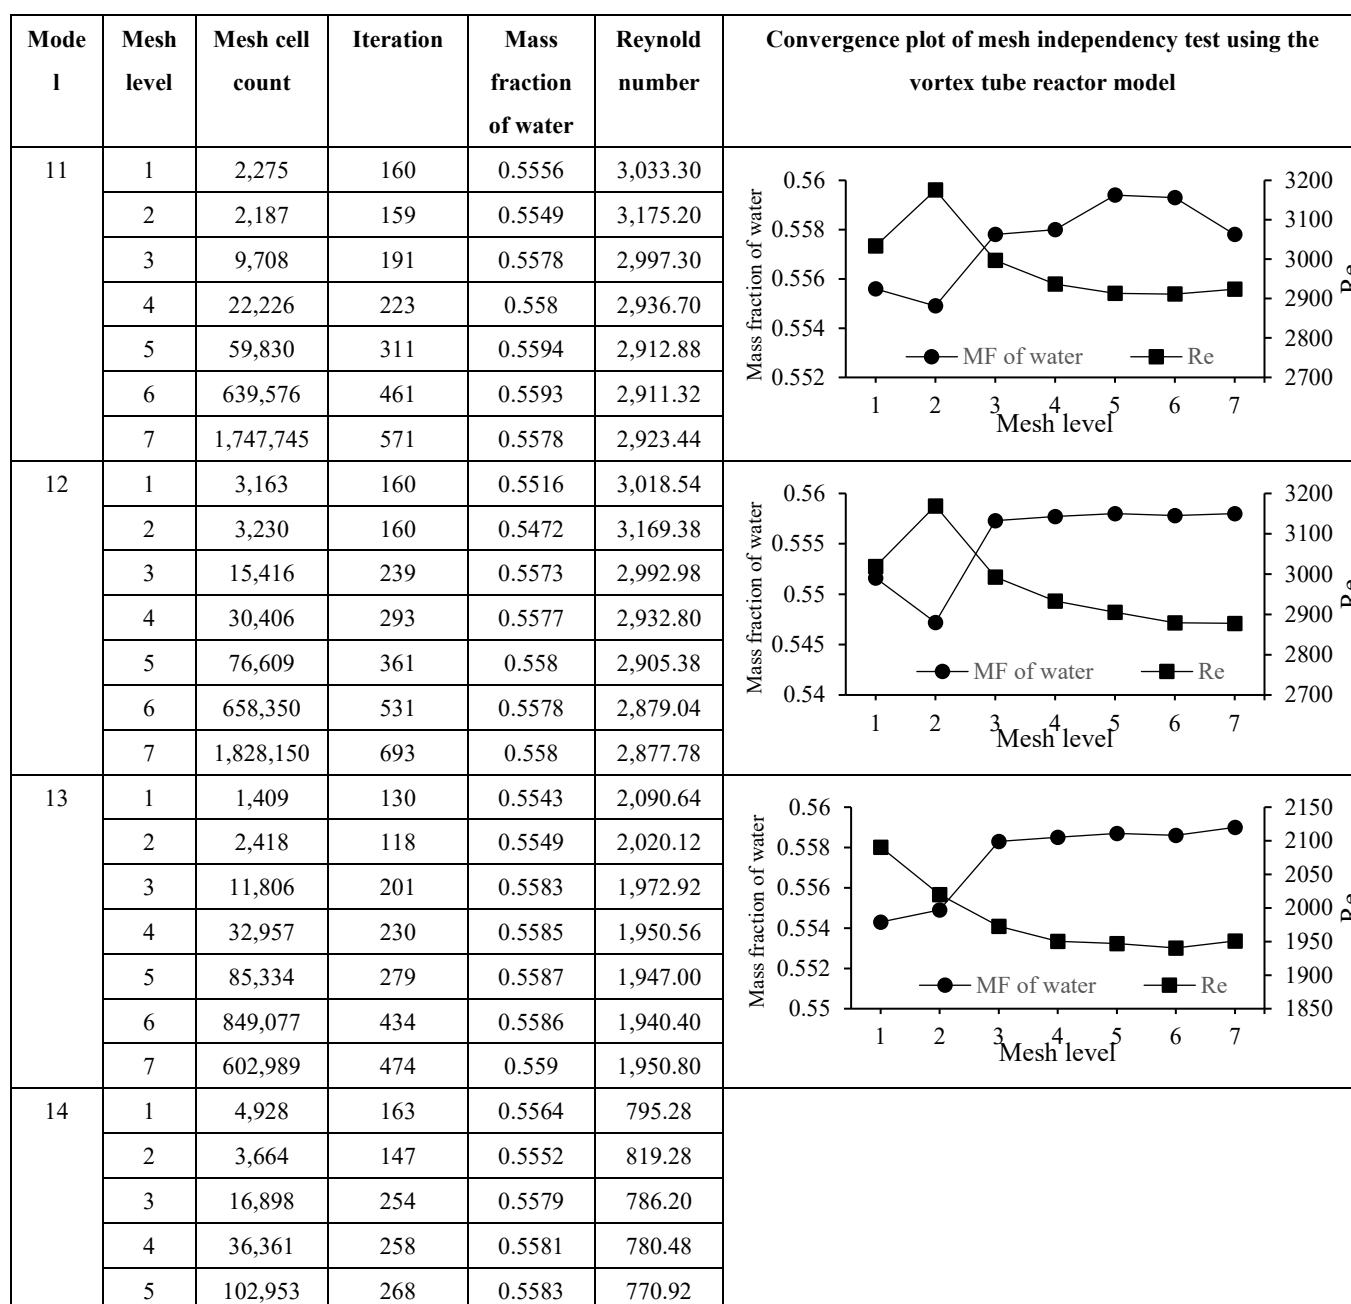 Mode
l
Mesh
level
Mesh cell
count
Iteration
Mass
fraction
of water
Reynold
number
Convergence plot of mesh independency test using the
vortex tube reactor model
11 1 2,275 160 0.5556 3,033.30
2 2,187 159 0.5549 3,175.20
3 9,708 191 0.5578 2,997.30
4 22,226 223 0.558 2,936.70
5 59,830 311 0.5594 2,912.88
6 639,576 461 0.5593 2,911.32
7 1,747,745 571 0.5578 2,923.44
Mass fraction of water
0.56
0.558
0.556
0.554
0.552
3200
3100
3000
2900
2800
2700
Re
MF of water Re
1 2 3 4 5 6 7
Mesh level
12 1 3,163 160 0.5516 3,018.54
2 3,230 160 0.5472 3,169.38
3 15,416 239 0.5573 2,992.98
4 30,406 293 0.5577 2,932.80
5 76,609 361 0.558 2,905.38
6 658,350 531 0.5578 2,879.04
7 1,828,150 693 0.558 2,877.78
Mass fraction of water
0.56
0.555
0.55
0.545
0.54
3200
3100
3000
2900
2800
2700
Re
MF of water Re
1 2 3 4 5 6 7
Mesh level
13 1 1,409 130 0.5543 2,090.64
2 2,418 118 0.5549 2,020.12
3 11,806 201 0.5583 1,972.92
4 32,957 230 0.5585 1,950.56
5 85,334 279 0.5587 1,947.00
6 849,077 434 0.5586 1,940.40
7 602,989 474 0.559 1,950.80
Mass fraction of water
0.56
0.558
0.556
0.554
0.552
0.55
2150
2100
2050
2000
1950
1900
1850
Re
MF of water Re
1 2 3 4 5 6 7
Mesh level
14 1 4,928 163 0.5564 795.28
2 3,664 147 0.5552 819.28
3 16,898 254 0.5579 786.20
4 36,361 258 0.5581 780.48
5 102,953 268 0.5583 770.92